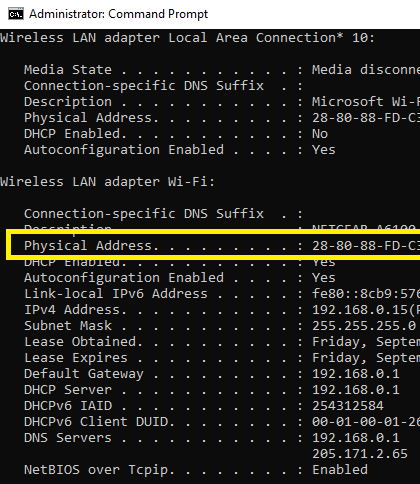 Administrator: Command Prompt
Wireless LAN adapter Local Area Connection* 10:
Media State . . . . . . . . . . . : Media disconne
Connection-specific DNS Suffix  . :
Description . . . . . . . . . . . : Microsoft Wi-F
Physical Address. . . . . . . . . : 28-80-88-FD-C3
DHCP Enabled. . . . . . . . . . . : No
Autoconfiguration Enabled . . . . : Yes
Wireless LAN adapter Wi-Fi:
Connection-specific DNS Suffix  . :
Description . . . . . . . . . . . : NETGEAR A6100
Physical Address. . . . . . . . . : 28-80-88-FD-C3
DHCP Enabled. . . . . . . . . . . : Yes
Autoconfiguration Enabled . . . . : Yes
Link-local IPv6 Address . . . . . : fe80::8cb9:576
IPv4 Address. . . . . . . . . . . : 192.168.0.15(P
Subnet Mask . . . . . . . . . . . : 255.255.255.0
Lease Obtained. . . . . . . . . . : Friday, Septem
Lease Expires . . . . . . . . . . : Friday, Septem
Default Gateway . . . . . . . . . : 192.168.0.1
DHCP Server . . . . . . . . . . . : 192.168.0.1
DHCPv6 IAID . . . . . . . . . . . : 254312584
DHCPv6 Client DUID. . . . . . . . : 00-01-00-01-26
DNS Servers . . . . . . . . . . . : 192.168.0.1
205.171.2.65
NetBIOS over Tcpip. . . . . . . . : Enabled